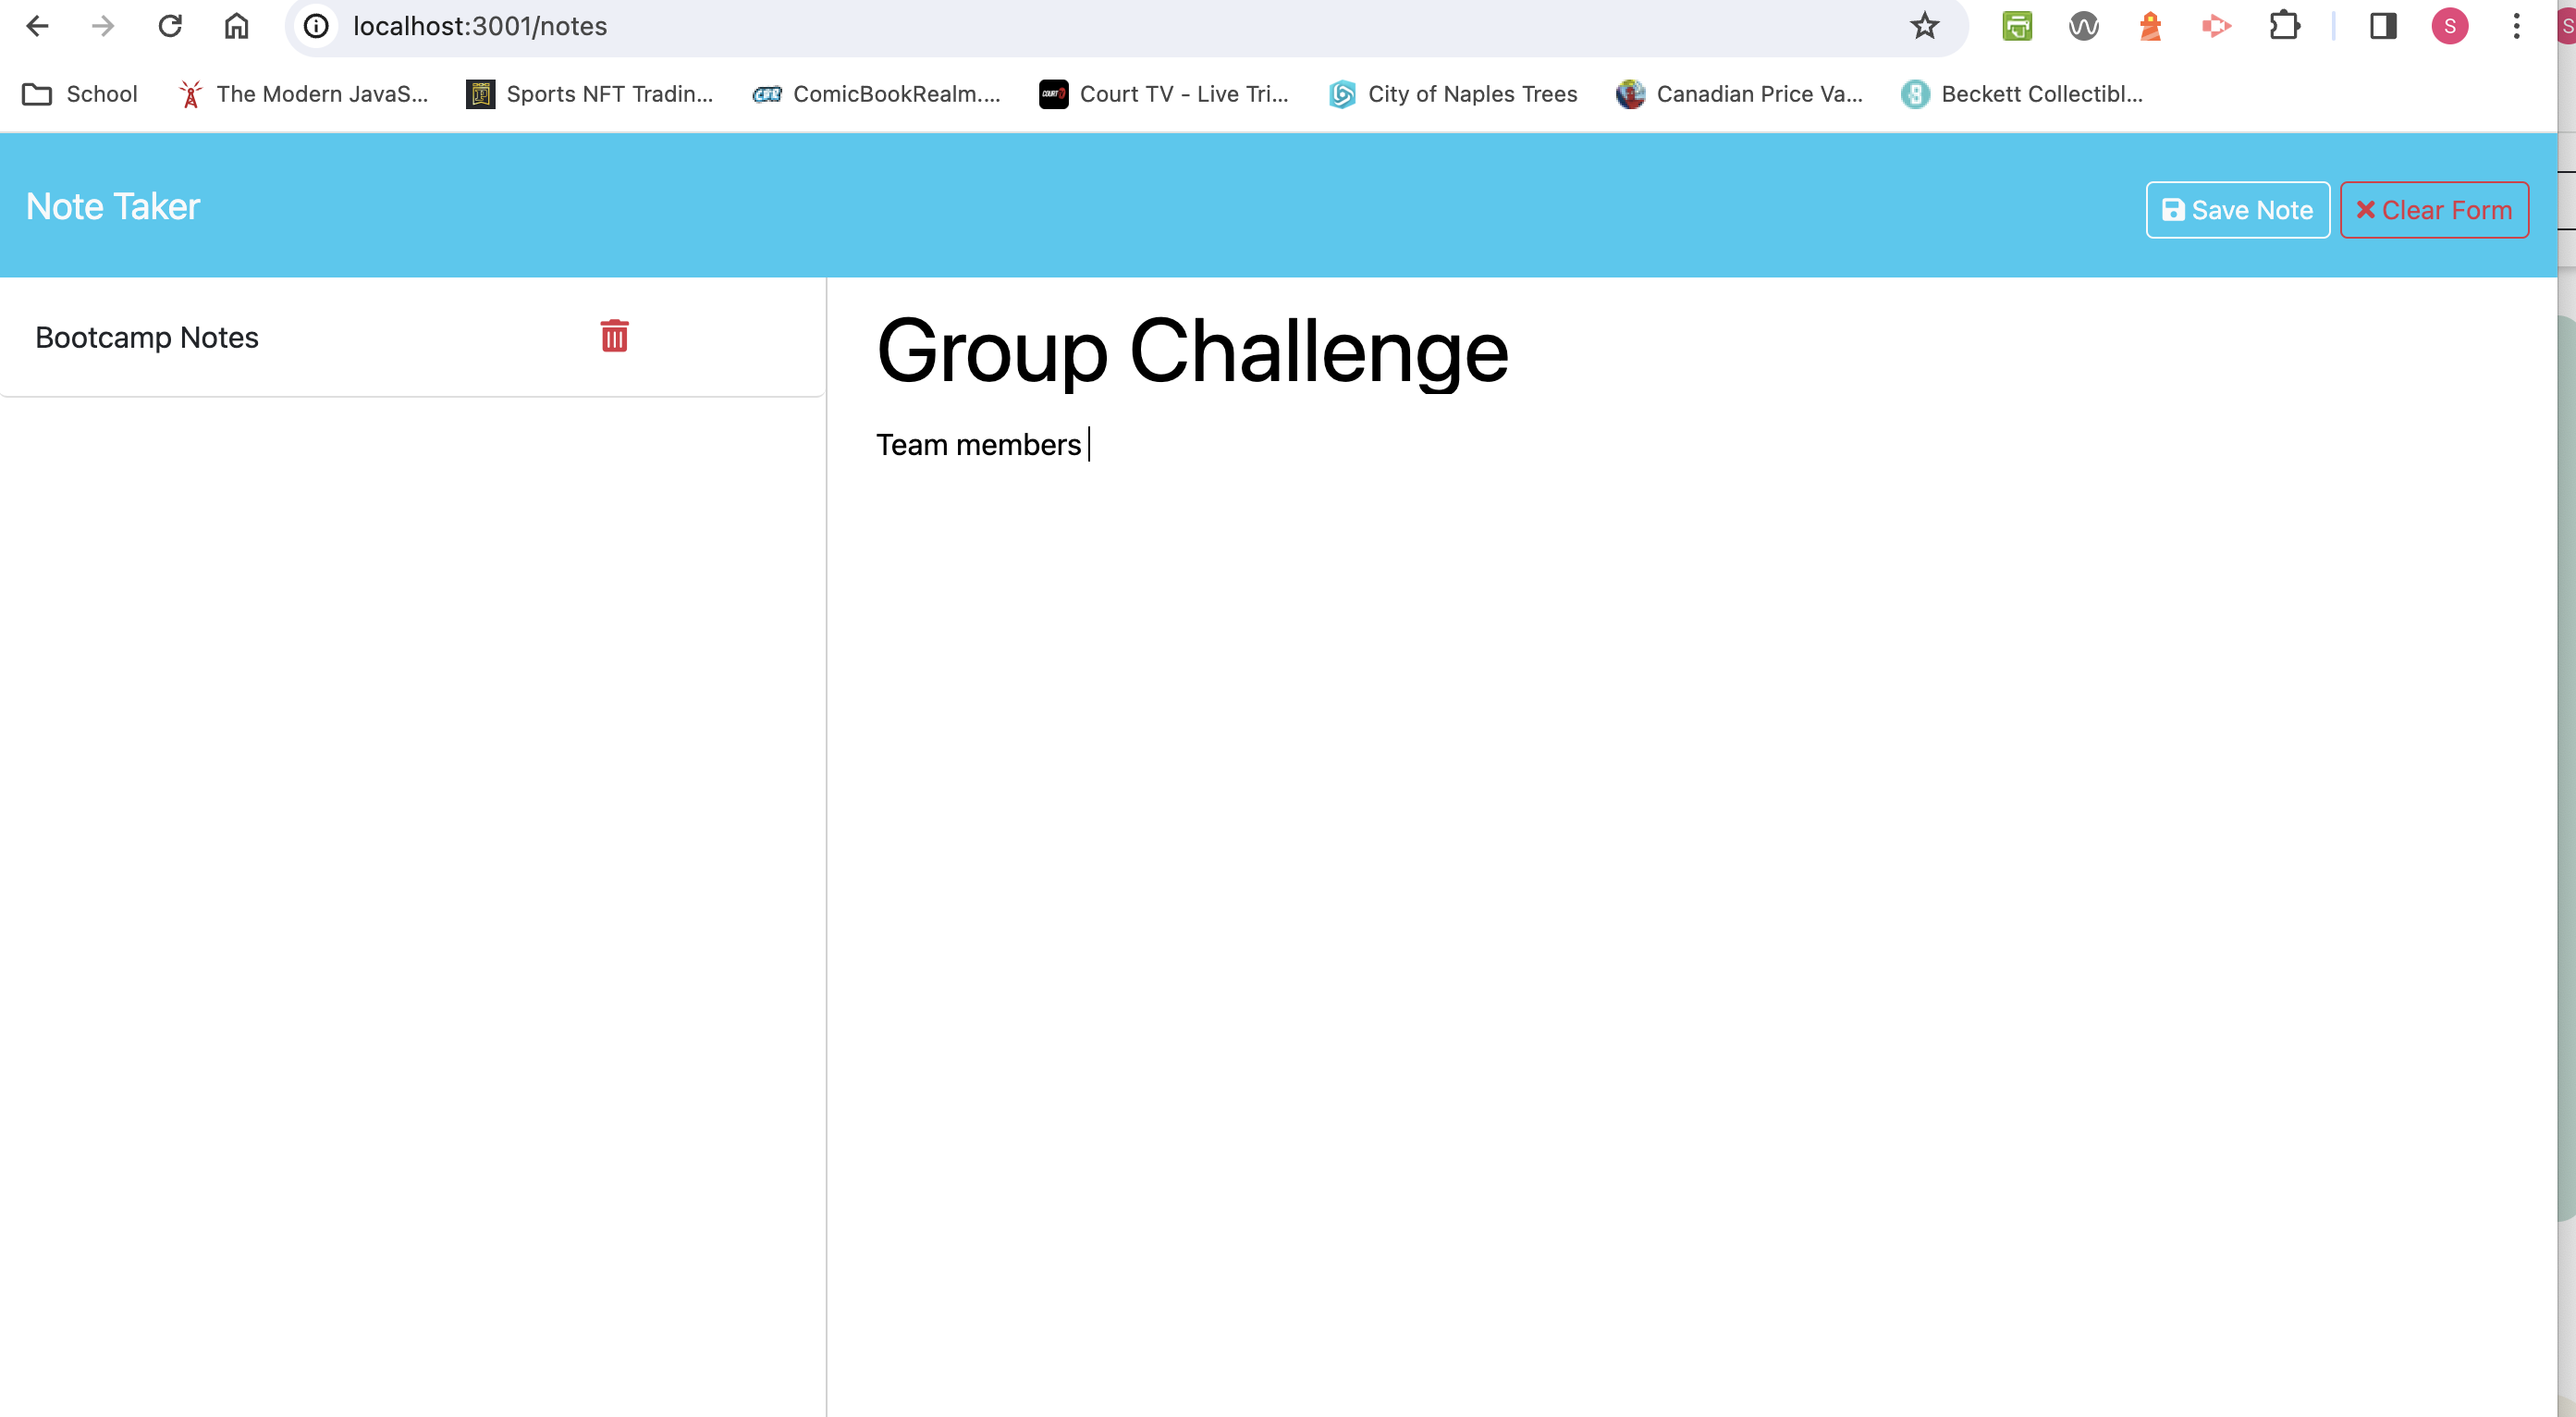 localhost:3001/notes
S
S
School
The Modern JavaS...
Sports NFT Tradin...
ComicBookRealm....
Court TV - Live Tri...
City of Naples Trees
Canadian Price Va...
Beckett Collectibl...
Note Taker
Save Note
Clear Form
Bootcamp Notes
Group Challenge
Team members